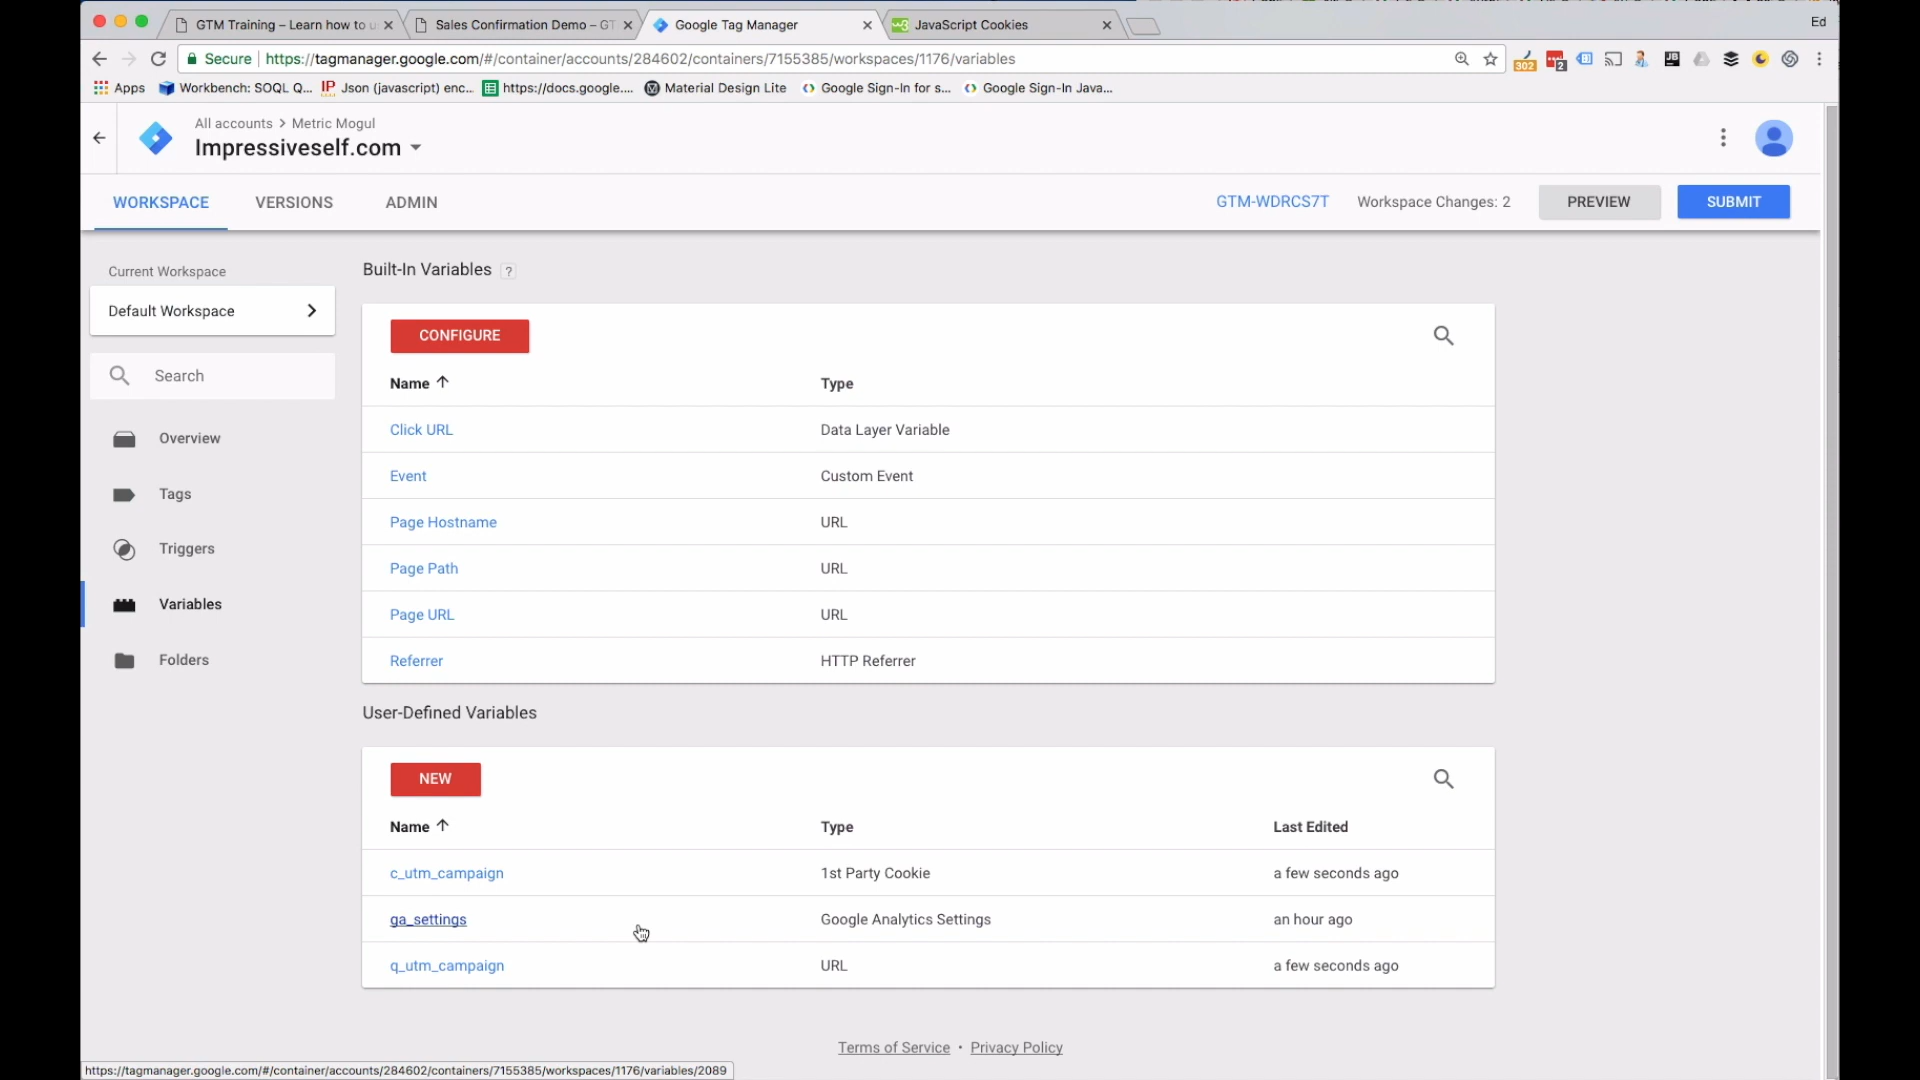 GTM Training – Learn how to u
Sales Confirmation Demo – GT
Google Tag Manager
JavaScript Cookies
Ed
Secure
https://tagmanager.google.com/#/container/accounts/284602/containers/7155385/workspaces/1176/variables
302
2
Apps
Workbench: SOQL Q...
IP Json (javascript) enc...
https://docs.google....
Material Design Lite
Google Sign-In for s...
Google Sign-In Java...
All accounts > Metric Mogul
Impressiveself.com
WORKSPACE
VERSIONS
ADMIN
GTM-WDRCS7T
Workspace Changes: 2
PREVIEW
SUBMIT
Current Workspace
Default Workspace
Search
Overview
Tags
Triggers
Variables
Folders
Built-In Variables ?
CONFIGURE
Name Type
Click URL Data Layer Variable
Event Custom Event
Page Hostname URL
Page Path URL
Page URL URL
Referrer HTTP Referrer
User-Defined Variables
NEW
Name Type Last Edited
c_utm_campaign 1st Party Cookie a few seconds ago
ga_settings Google Analytics Settings an hour ago
q_utm_campaign URL a few seconds ago
Terms of Service • Privacy Policy
https://tagmanager.google.com/#/container/accounts/284602/containers/7155385/workspaces/1176/variables/2089